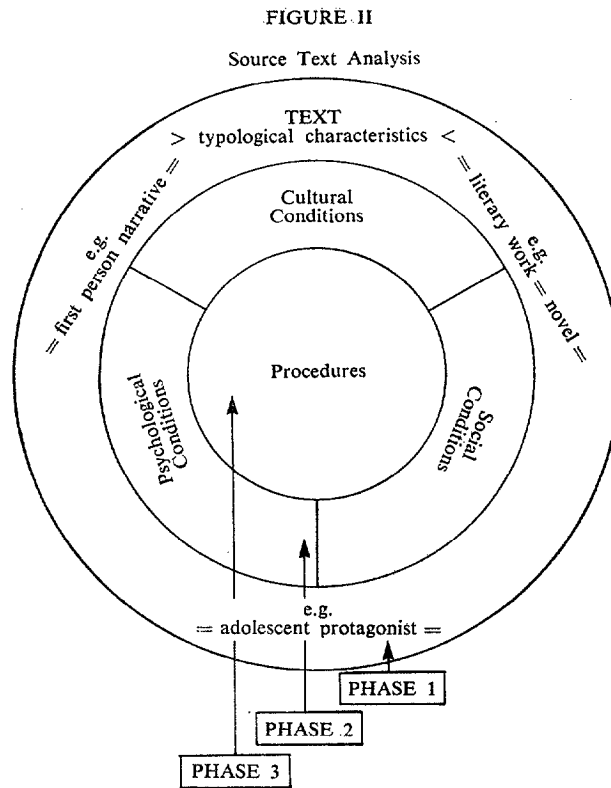 FIGURE II
Source Text Analysis
TEXT
> typological characteristics <
e.g.
= first person narrative =
e.g.
= literary work = novel =
Cultural
Conditions
Procedures
Psychological
Conditions
Social
Conditions
e.g.
= adolescent protagonist =
PHASE 1
PHASE 2
PHASE 3